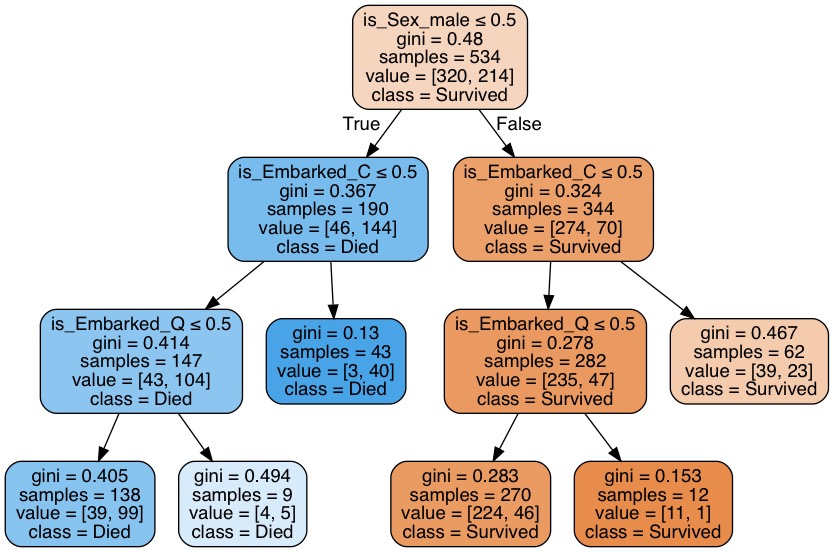 is_Sex_male ≤ 0.5
gini = 0.48
samples = 534
value = [320, 214]
class = Survived
True
False
is_Embarked_C ≤ 0.5
gini = 0.367
samples = 190
value = [46, 144]
class = Died
is_Embarked_C ≤ 0.5
gini = 0.324
samples = 344
value = [274, 70]
class = Survived
is_Embarked_Q ≤ 0.5
gini = 0.414
samples = 147
value = [43, 104]
class = Died
gini = 0.13
samples = 43
value = [3, 40]
class = Died
is_Embarked_Q ≤ 0.5
gini = 0.278
samples = 282
value = [235, 47]
class = Survived
gini = 0.467
samples = 62
value = [39, 23]
class = Survived
gini = 0.405
samples = 138
value = [39, 99]
class = Died
gini = 0.494
samples = 9
value = [4, 5]
class = Died
gini = 0.283
samples = 270
value = [224, 46]
class = Survived
gini = 0.153
samples = 12
value = [11, 1]
class = Survived